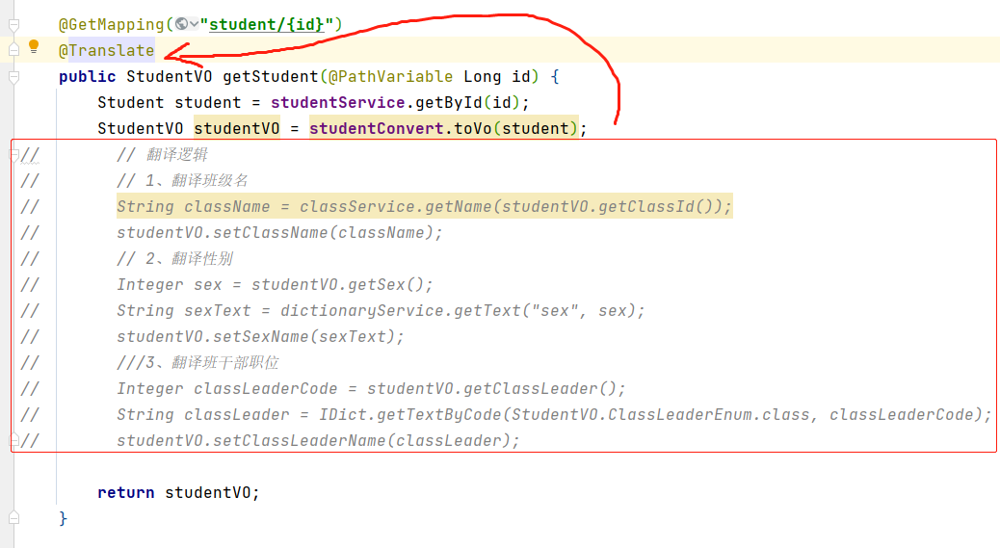 @GetMapping("student/{id}")
@Translate
public StudentVO getStudent(@PathVariable Long id) {
Student student = studentService.getById(id);
StudentVO studentVO = studentConvert.toVo(student);
// // 翻译逻辑
// // 1、翻译班级名
// String className = classService.getName(studentVO.getClassId());
// studentVO.setClassName(className);
// // 2、翻译性别
// Integer sex = studentVO.getSex();
// String sexText = dictionaryService.getText("sex", sex);
// studentVO.setSexName(sexText);
// ///3、翻译班干部职位
// Integer classLeaderCode = studentVO.getClassLeader();
// String classLeader = IDict.getTextByCode(StudentVO.ClassLeaderEnum.class, classLeaderCode);
// studentVO.setClassLeaderName(classLeader);
return studentVO;
}